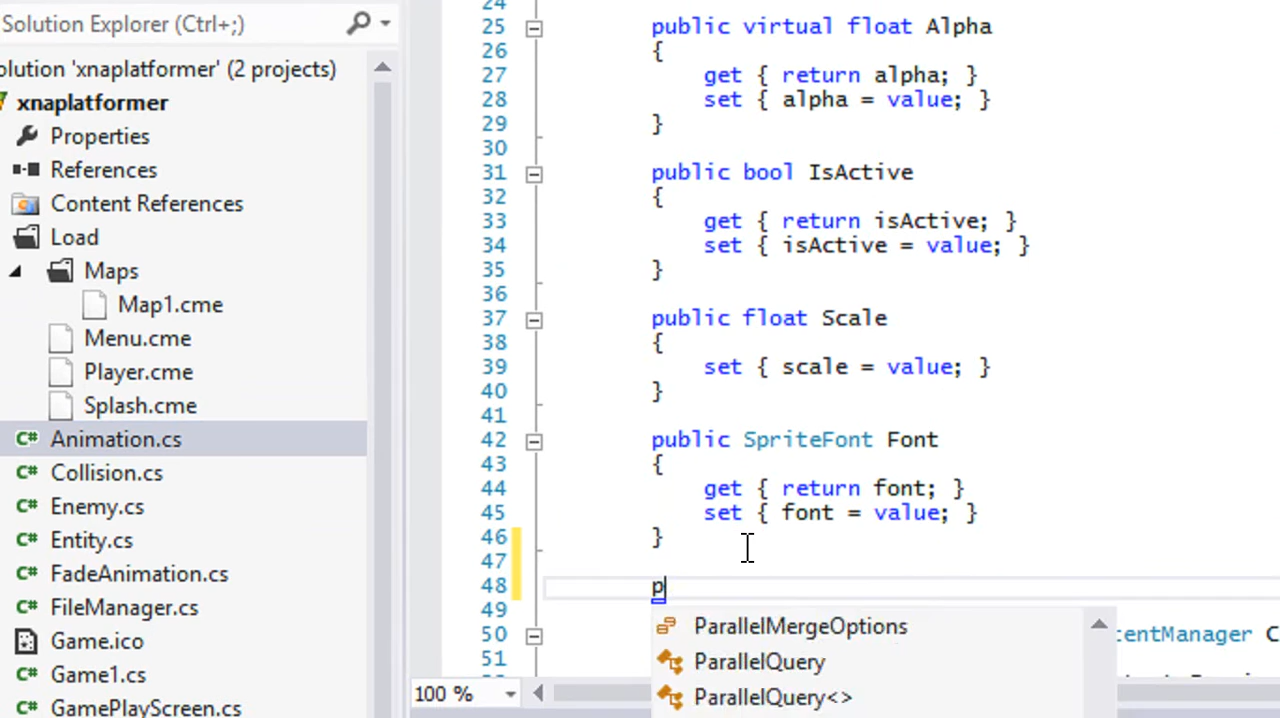 Solution Explorer (Ctrl+;)
olution 'xnaplatformer' (2 projects)
xnaplatformer
Properties
References
Content References
Load
Maps
Map1.cme
Menu.cme
Player.cme
Splash.cme
C# Animation.cs
C# Collision.cs
C# Enemy.cs
C# Entity.cs
C# FadeAnimation.cs
C# FileManager.cs
Game.ico
C# Game1.cs
C# GamePlayScreen.cs
24
25 public virtual float Alpha
26 {
27 get { return alpha; }
28 set { alpha = value; }
29 }
30
31 public bool IsActive
32 {
33 get { return isActive; }
34 set { isActive = value; }
35 }
36
37 public float Scale
38 {
39 set { scale = value; }
40 }
41
42 public SpriteFont Font
43 {
44 get { return font; }
45 set { font = value; }
46 }
47
48 p
49
50 tentManager C
51
ParallelMergeOptions
ParallelQuery
ParallelQuery<>
100 %